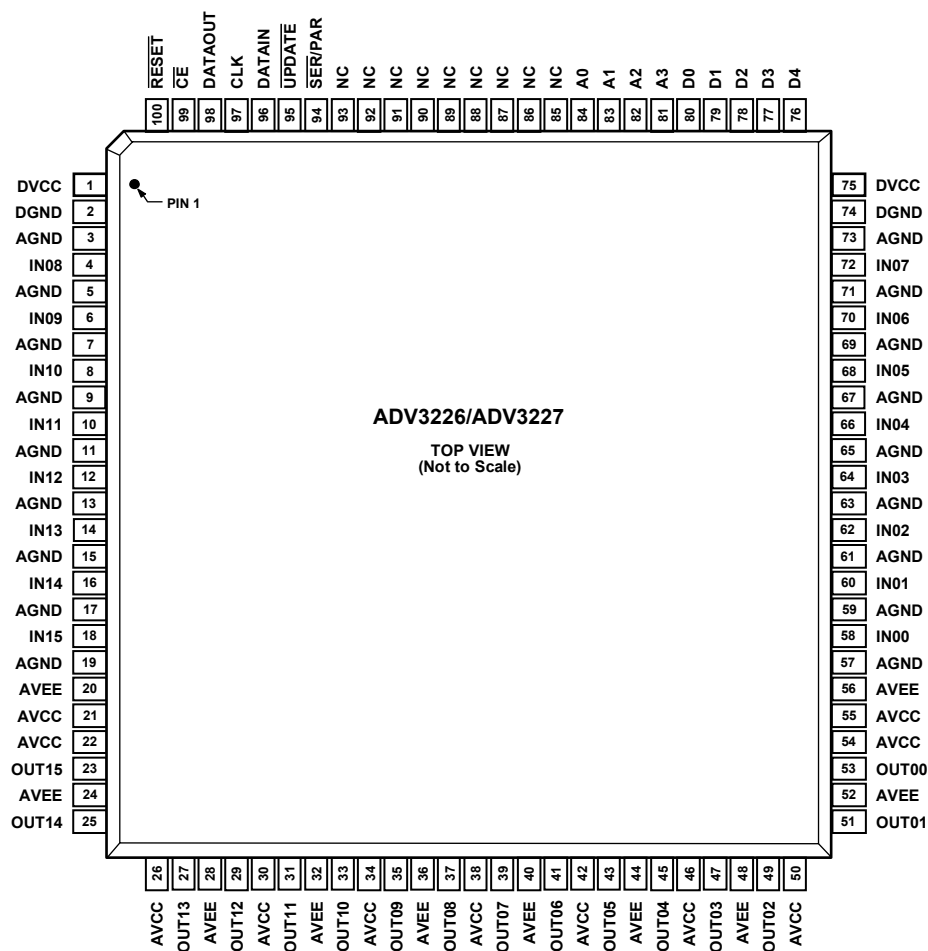 RESET
CE
DATAOUT
CLK
DATAIN
UPDATE
SER/PAR
NC
NC
NC
NC
NC
NC
NC
NC
NC
A0
A1
A2
A3
D0
D1
D2
D3
D4
100 99 98 97 96 95 94 93 92 91 90 89 88 87 86 85 84 83 82 81 80 79 78 77 76
DVCC 1
DGND 2
AGND 3
IN08 4
AGND 5
IN09 6
AGND 7
IN10 8
AGND 9
IN11 10
AGND 11
IN12 12
AGND 13
IN13 14
AGND 15
IN14 16
AGND 17
IN15 18
AGND 19
AVEE 20
AVCC 21
AVCC 22
OUT15 23
AVEE 24
OUT14 25
PIN 1
ADV3226/ADV3227
TOP VIEW
(Not to Scale)
75 DVCC
74 DGND
73 AGND
72 IN07
71 AGND
70 IN06
69 AGND
68 IN05
67 AGND
66 IN04
65 AGND
64 IN03
63 AGND
62 IN02
61 AGND
60 IN01
59 AGND
58 IN00
57 AGND
56 AVEE
55 AVCC
54 AVCC
53 OUT00
52 AVEE
51 OUT01
26 27 28 29 30 31 32 33 34 35 36 37 38 39 40 41 42 43 44 45 46 47 48 49 50
AVCC
OUT13
AVEE
OUT12
AVCC
OUT11
AVEE
OUT10
AVCC
OUT09
AVEE
OUT08
AVCC
OUT07
AVEE
OUT06
AVCC
OUT05
AVEE
OUT04
AVCC
OUT03
AVEE
OUT02
AVCC